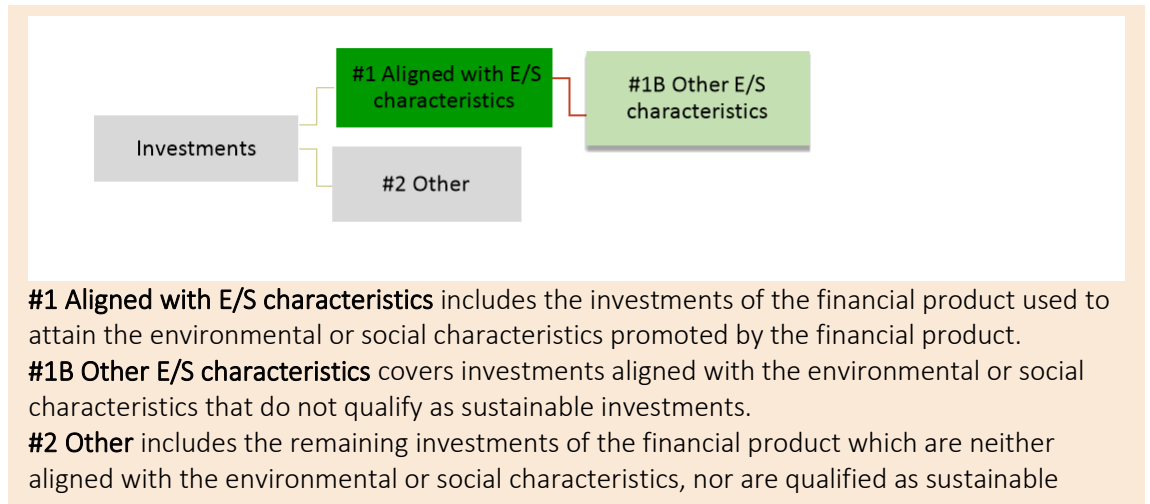 #1 Aligned with E/S
characteristics
#1B Other E/S
characteristics
Investments
#2 Other
#1 Aligned with E/S characteristics includes the investments of the financial product used to
attain the environmental or social characteristics promoted by the financial product.
#1B Other E/S characteristics covers investments aligned with the environmental or social
characteristics that do not qualify as sustainable investments.
#2 Other includes the remaining investments of the financial product which are neither
aligned with the environmental or social characteristics, nor are qualified as sustainable